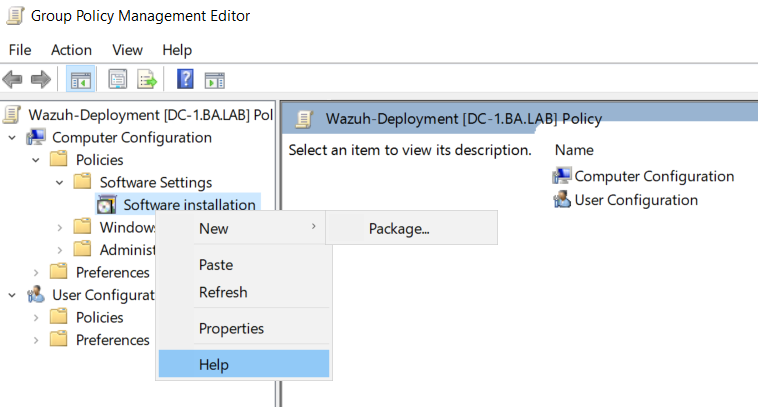 Group Policy Management Editor
File Action View Help
Wazuh-Deployment [DC-1.BA.LAB] Pol
Computer Configuration
Policies
Software Settings
Software installation
Window
Administ
Preferences
User Configurat
Policies
Preferences
New
Paste
Refresh
Properties
Help
Package...
Wazuh-Deployment [DC-1.BA.LAB] Policy
Select an item to view its description.
Name
Computer Configuration
User Configuration